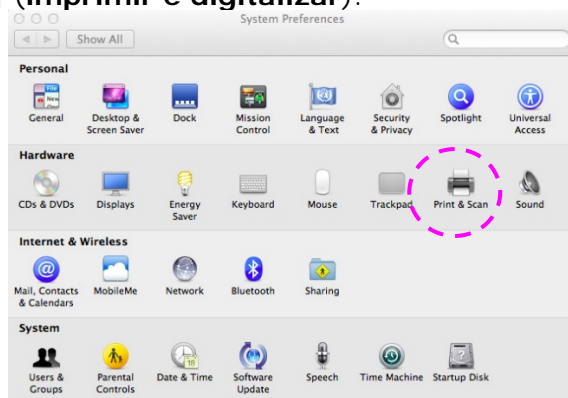 (imprimir e digitalizar).
System Preferences
Show All
Personal
General Desktop & Screen Saver Dock Mission Control Language & Text Security & Privacy Spotlight Universal Access
Hardware
CDs & DVDs Displays Energy Saver Keyboard Mouse Trackpad Print & Scan Sound
Internet & Wireless
Mail, Contacts & Calendars MobileMe Network Bluetooth Sharing
System
Users & Groups Parental Controls Date & Time Software Update Speech Time Machine Startup Disk